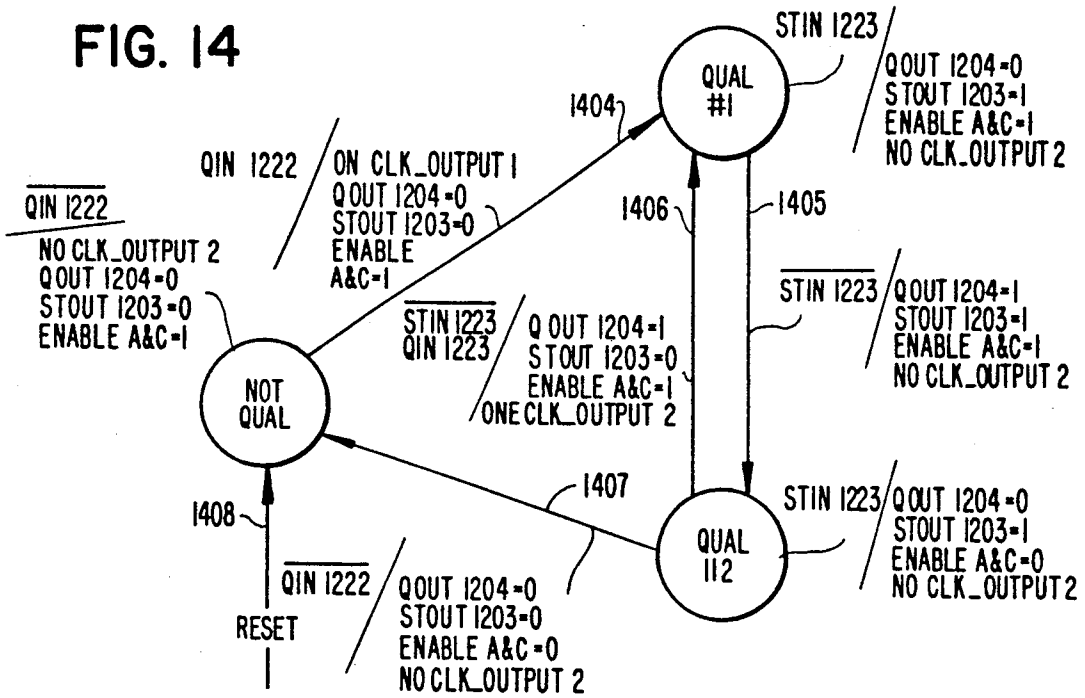 FIG. 14
STIN 1223
QOUT 1204=0
STOUT 1203=1
ENABLE A&C=1
NO CLK_OUTPUT 2
QUAL
#1
1404
QIN 1222
ON CLK_OUTPUT 1
QOUT 1204=0
STOUT 1203=0
ENABLE
A&C=1
QIN 1222
NO CLK_OUTPUT 2
QOUT 1204=0
STOUT 1203=0
ENABLE A&C=1
1406
1405
STIN 1223
QIN 1223
Q OUT 1204=1
STOUT 1203=0
ENABLE A&C=1
ONE CLK_OUTPUT 2
STIN 1223
QOUT 1204=1
STOUT 1203=1
ENABLE A&C=1
NO CLK_OUTPUT 2
NOT
QUAL
1407
1408
QUAL
112
STIN 1223
QOUT 1204=0
STOUT 1203=1
ENABLE A&C=0
NO CLK_OUTPUT 2
RESET
QIN 1222
QOUT 1204=0
STOUT 1203=0
ENABLE A&C=0
NO CLK_OUTPUT 2